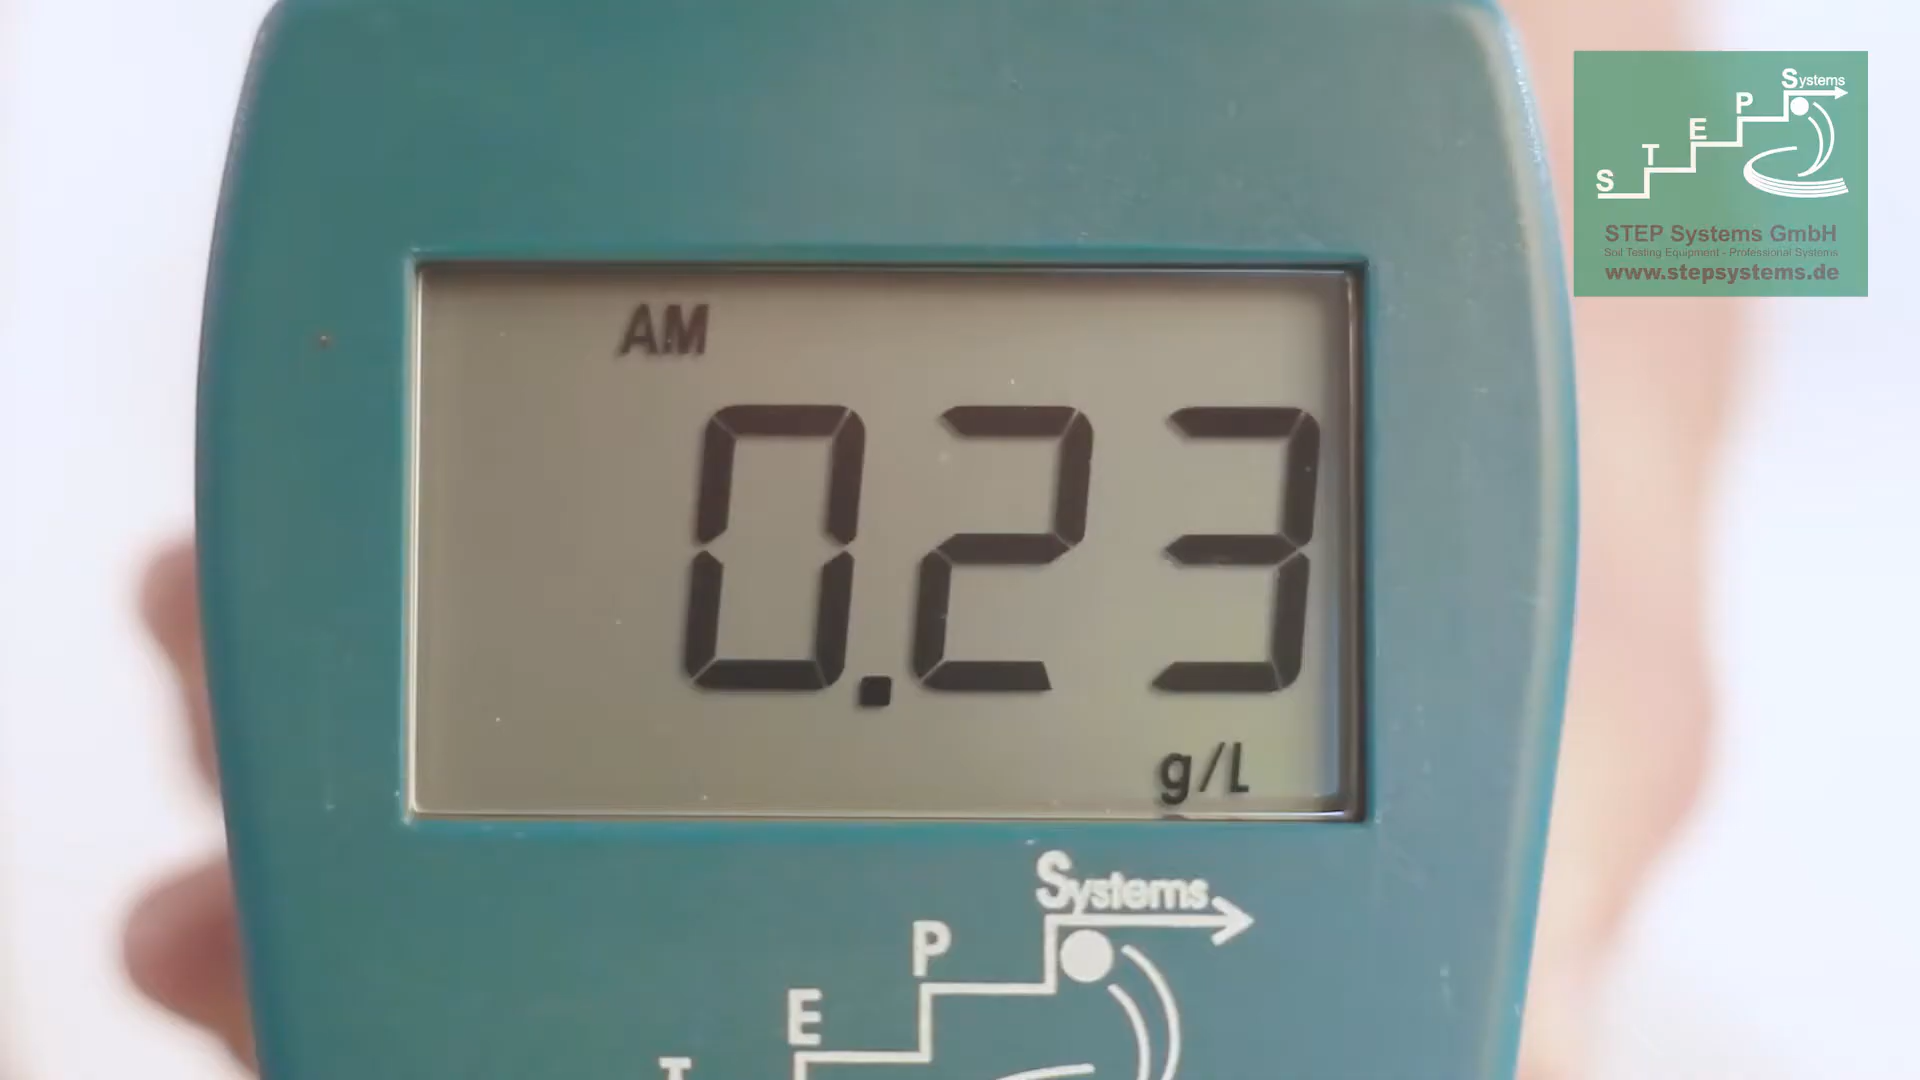 AM
0.23
g/L
Systems
P
E
T
Systems
P
E
T
S
STEP Systems GmbH
Soil Testing Equipment - Professional Systems
www.stepsystems.de